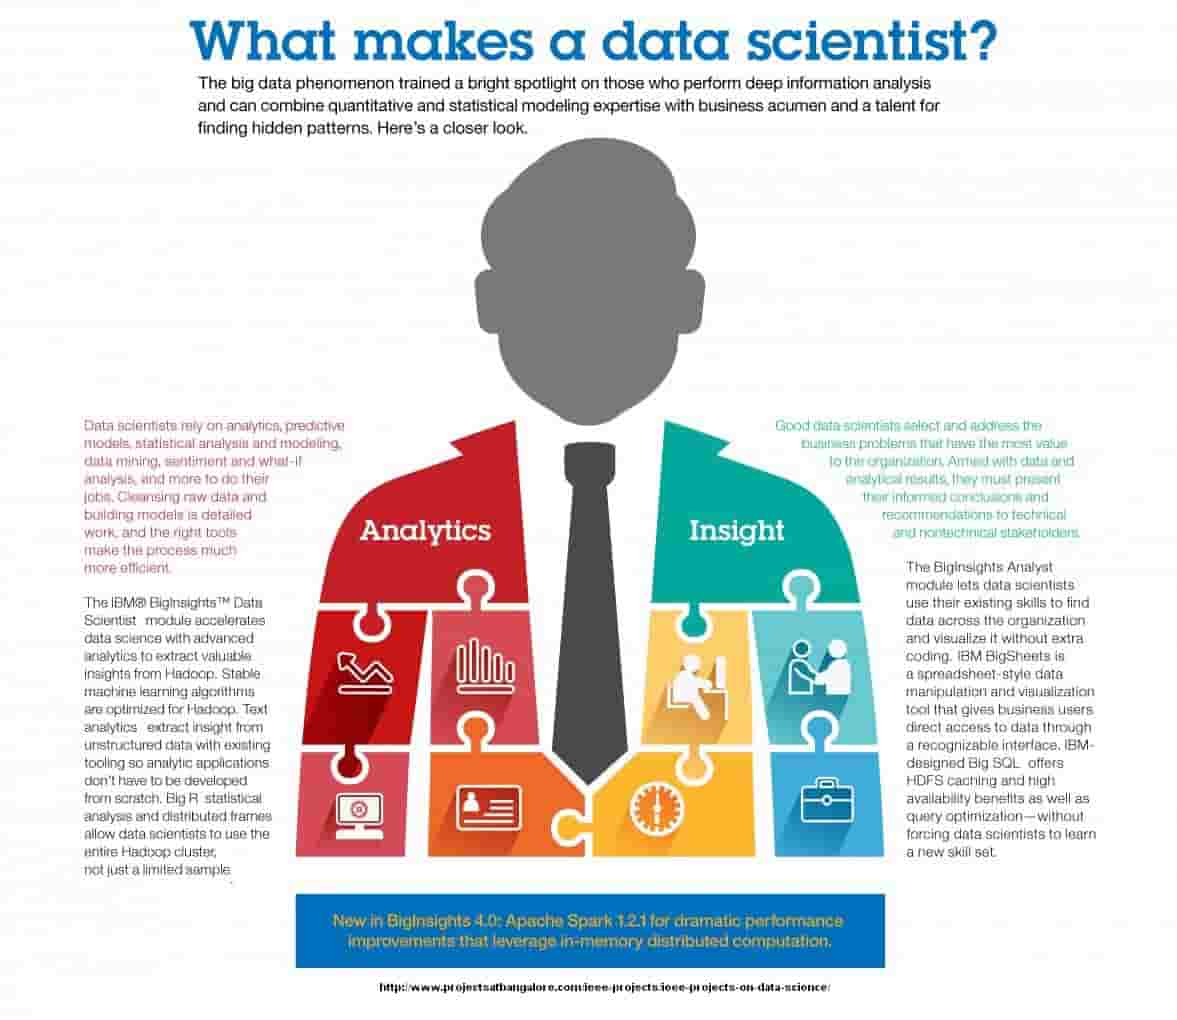 What makes a data scientist?
The big data phenomenon trained a bright spotlight on those who perform deep information analysis
and can combine quantitative and statistical modeling expertise with business acumen and a talent for
finding hidden patterns. Here's a closer look.
Data scientists rely on analytics, predictive
models, statistical analysis and modeling,
data mining, sentiment and what-if
analysis, and more to do their
jobs. Cleansing raw data and
building models is detailed
work, and the right tools
make the process much
more efficient.
The IBM® BigInsights™ Data
Scientist module accelerates
data science with advanced
analytics to extract valuable
insights from Hadoop. Stable
machine learning algorithms
are optimized for Hadoop. Text
analytics extract insight from
unstructured data with existing
tooling so analytic applications
don't have to be developed
from scratch. Big R statistical
analysis and distributed frames
allow data scientists to use the
entire Hadoop cluster,
not just a limited sample.
Analytics
Insight
Good data scientists select and address the
business problems that have the most value
to the organization. Armed with data and
analytical results, they must present
their informed conclusions and
recommendations to technical
and nontechnical stakeholders.
The BigInsights Analyst
module lets data scientists
use their existing skills to find
data across the organization
and visualize it without extra
coding. IBM BigSheets is
a spreadsheet-style data
manipulation and visualization
tool that gives business users
direct access to data through
a recognizable interface. IBM-
designed Big SQL offers
HDFS caching and high
availability benefits as well as
query optimization—without
forcing data scientists to learn
a new skill set.
New in BigInsights 4.0: Apache Spark 1.2.1 for dramatic performance
improvements that leverage in-memory distributed computation.
http://www.projectsatbangalore.com/ieee-projects/ieee-projects-on-data-science/